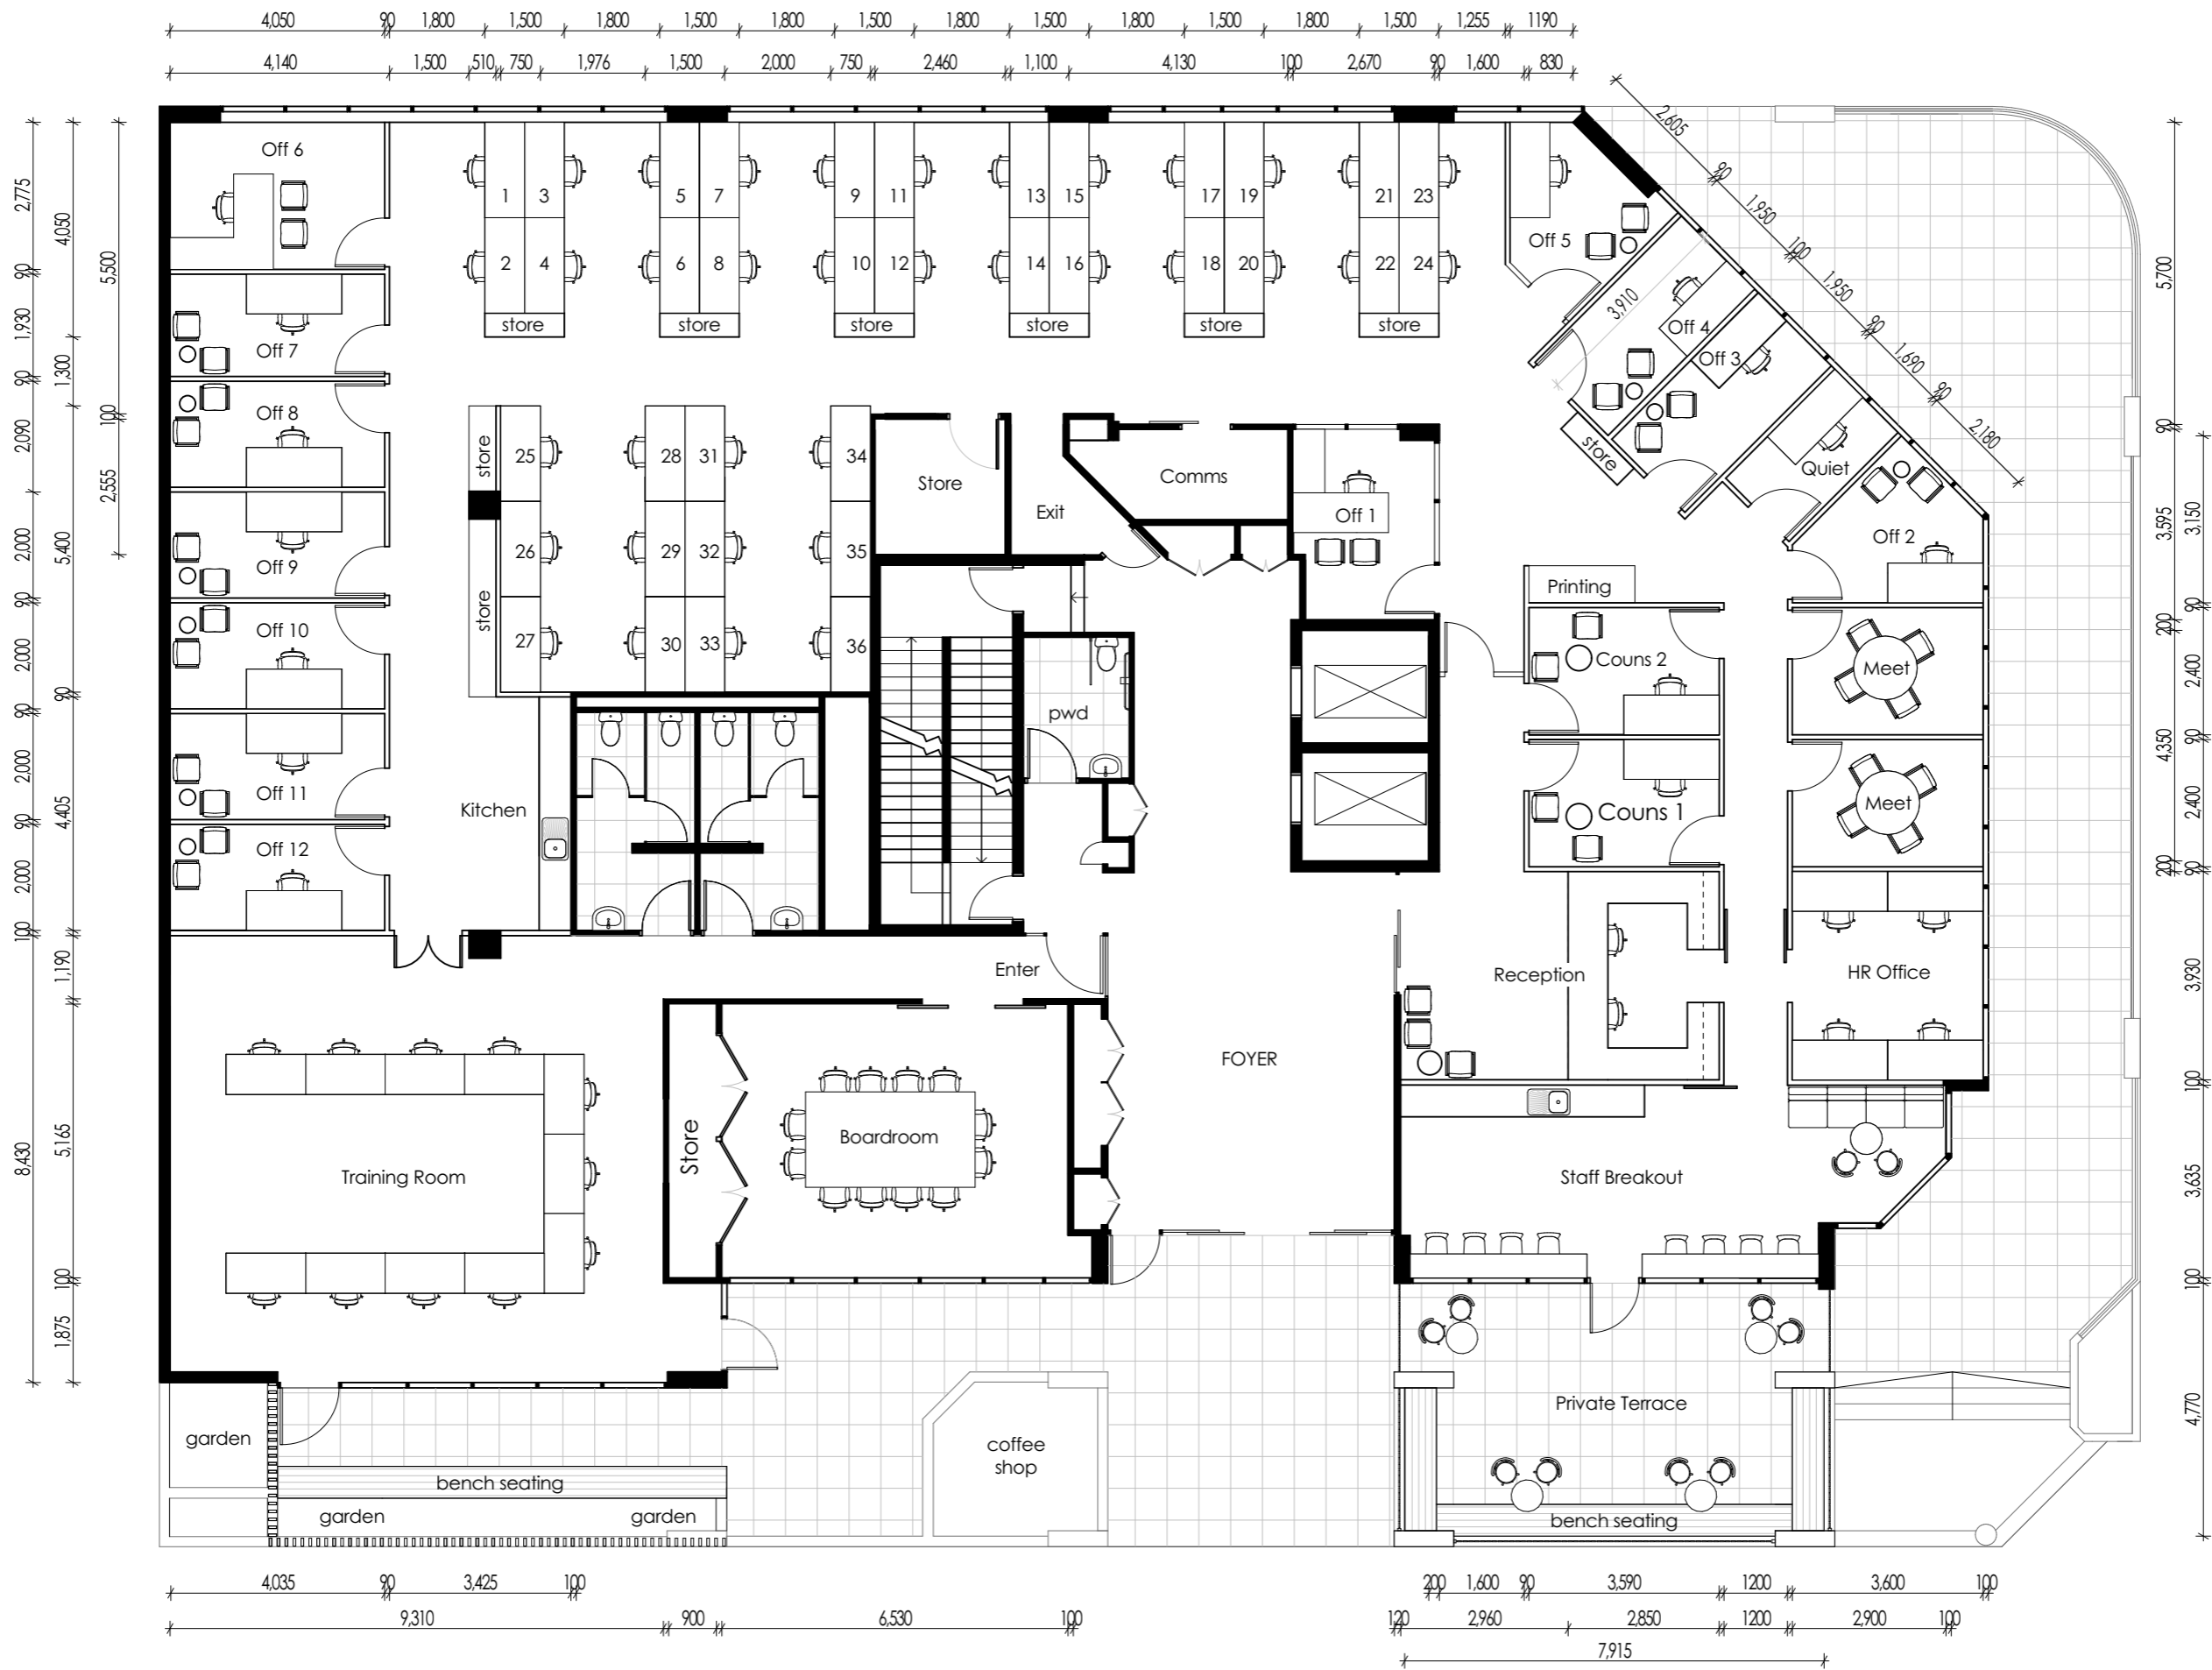 4,050 90 1,800 1,500 1,800 1,500 1,800 1,500 1,800 1,500 1,800 1,500 1,800 1,500 1,255 1190
4,140 1,500 510 750 1,976 1,500 2,000 750 2,460 1,100 4,130 100 2,670 90 1,600 830
2,605 90 1,950 100 1,950 90 1,690 90 2,180
2,775 90 1,930 90 2,090 2,000 90 2,000 90 2,000 90 2,000 100 8,430
4,050 1,300 5,400 90 4,405 1,190 5,165 100 1,875
5,500 100 2,555
Off 6
1 3 5 7 9 11 13 15 17 19 21 23
2 4 6 8 10 12 14 16 18 20 22 24
store store store store store store
Off 5
3,910
Off 4
Off 3
store
Quiet
Off 2
Off 7
Off 8
Off 9
Off 10
Off 11
Off 12
store
store
25 28 31 34
26 29 32 35
27 30 33 36
Store
Exit
Comms
Off 1
Printing
Couns 2
Meet
pwd
Kitchen
Couns 1
Meet
Enter
Reception
HR Office
FOYER
Store
Boardroom
Training Room
Staff Breakout
Private Terrace
garden
coffee
shop
bench seating
garden
garden
bench seating
5,700 90 3,595 90 4,350 90 3,930 100 3,635 100 4,770
3,150 200 2,400 90 2,400 200
4,035 90 3,425 100
9,310 900 6,530 100
200 1,600 90 3,590 1200 3,600 100
120 2,960 2,850 1200 2,900 100
7,915